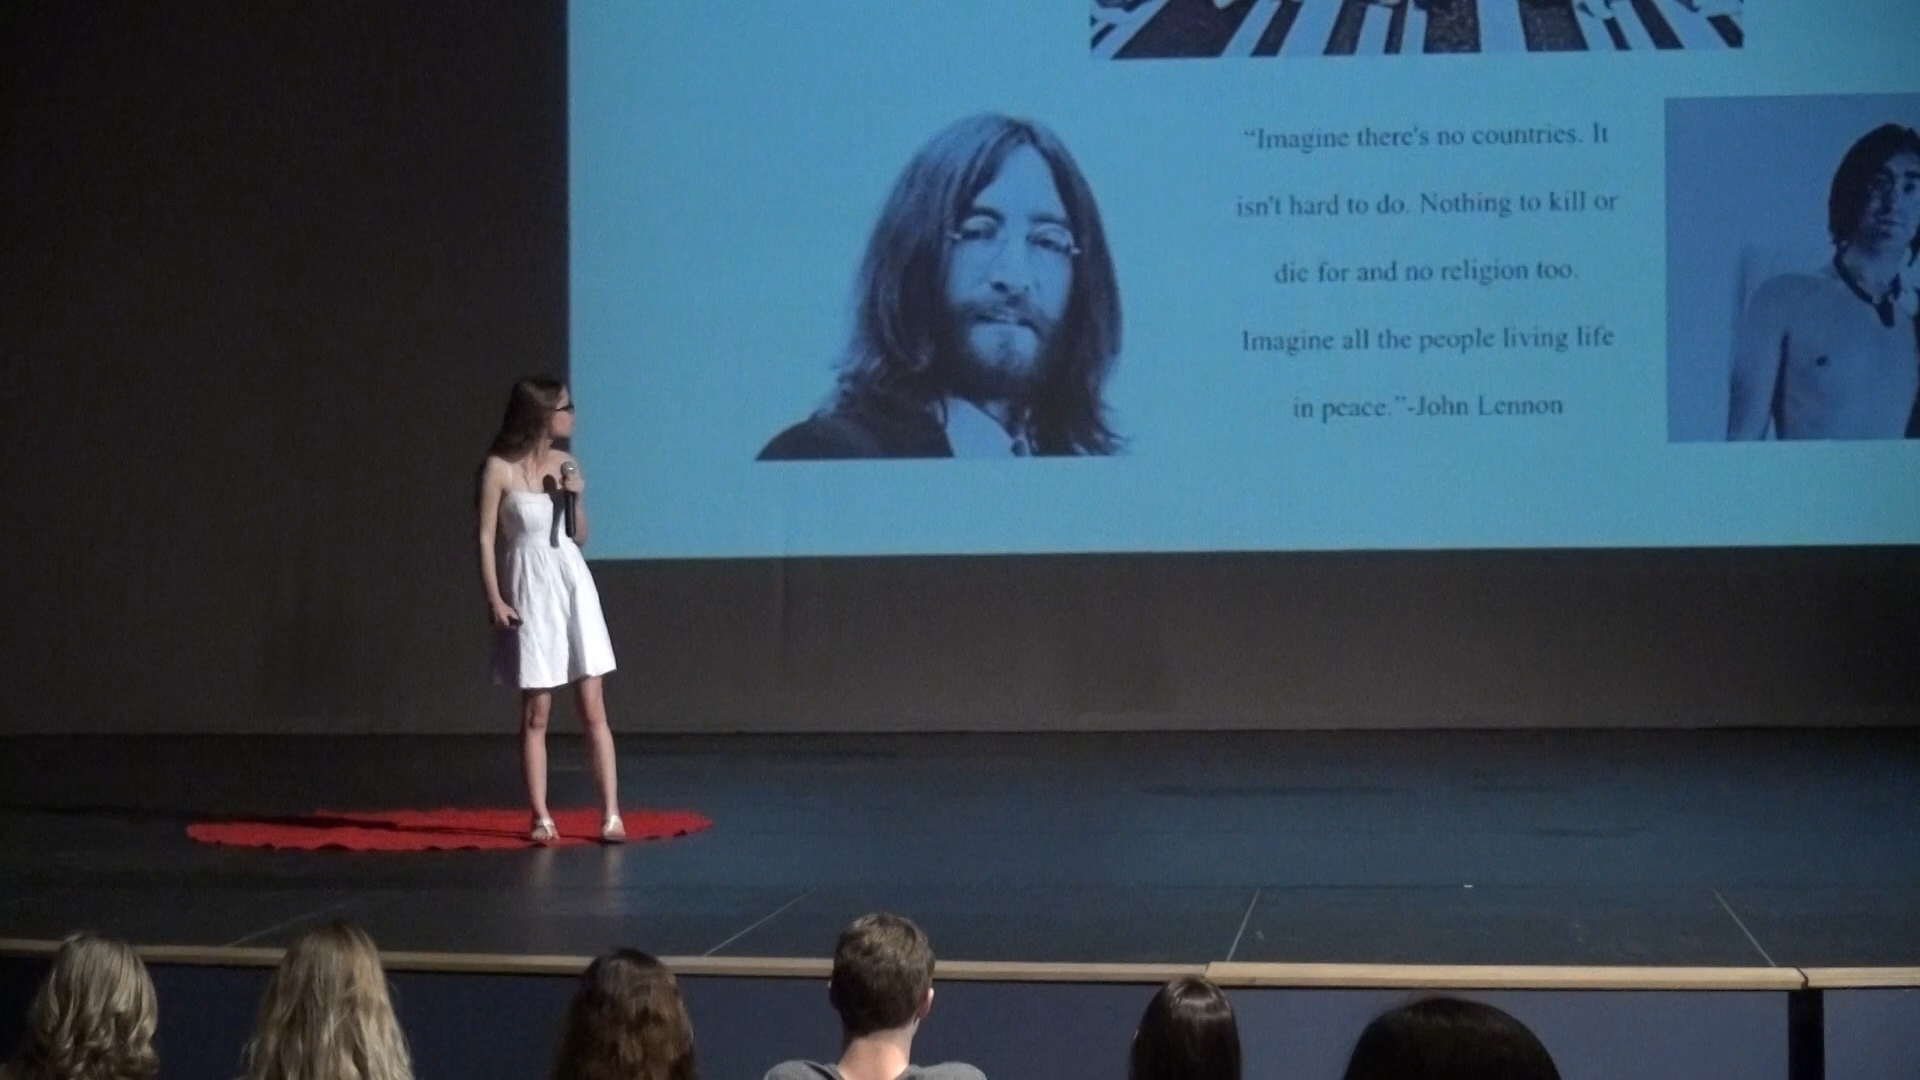 “Imagine there's no countries. It
isn't hard to do. Nothing to kill or
die for and no religion too.
Imagine all the people living life
in peace.”-John Lennon